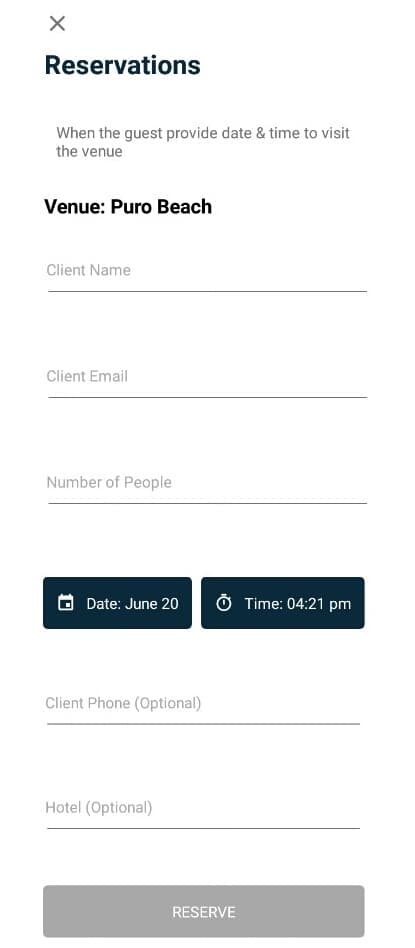 Reservations
When the guest provide date & time to visit
the venue
Venue: Puro Beach
Client Name
Client Email
Number of People
Date: June 20
Time: 04:21 pm
Client Phone (Optional)
Hotel (Optional)
RESERVE